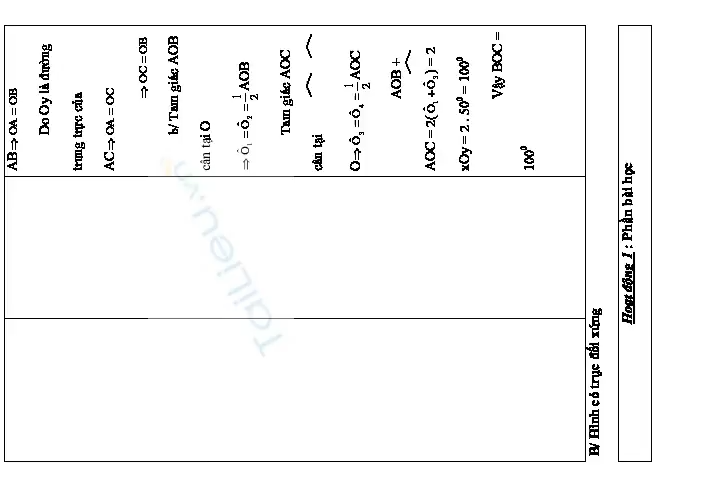 AB ⇒ OA = OB
Do Oy là đường
trung trực của
AC ⇒ OA = OC
⇒ OC = OB
b/ Tam giác AOB
cân tại O
⇒ Ô₁ = Ô₂ = 1/2 AOB
Tam giác AOC
cân tại
O ⇒ Ô₃ = Ô₄ = 1/2 AOC
AOB +
AOC = 2(Ô₁ + Ô₃) = 2
xOy = 2 . 50⁰ = 100⁰
Vậy BOC =
100⁰
B/ Hình có trục đối xứng
Hoạt động 1 : Phần bài học
TaiLieu.vn